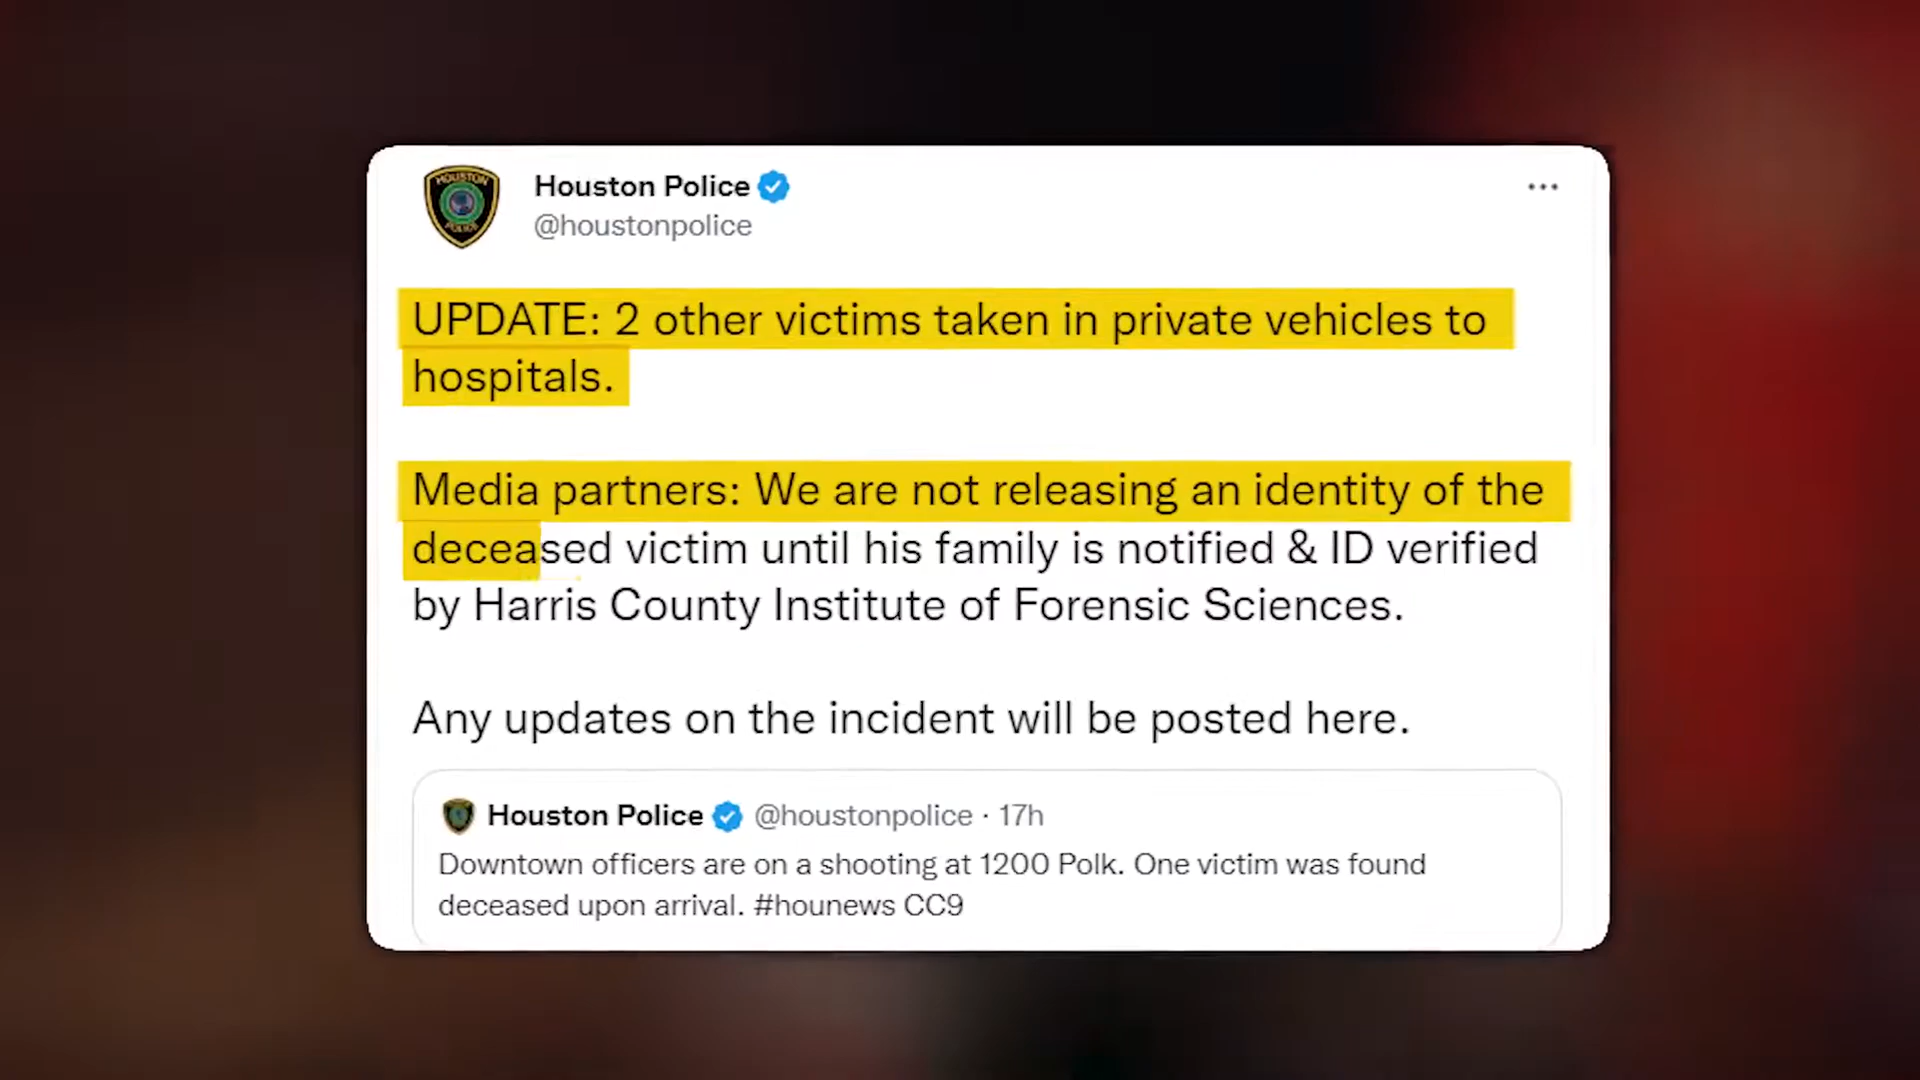 HOUSTON
POLICE
Houston Police
@houstonpolice
UPDATE: 2 other victims taken in private vehicles to
hospitals.
Media partners: We are not releasing an identity of the
deceased victim until his family is notified & ID verified
by Harris County Institute of Forensic Sciences.
Any updates on the incident will be posted here.
Houston Police @houstonpolice · 17h
Downtown officers are on a shooting at 1200 Polk. One victim was found
deceased upon arrival. #hounews CC9